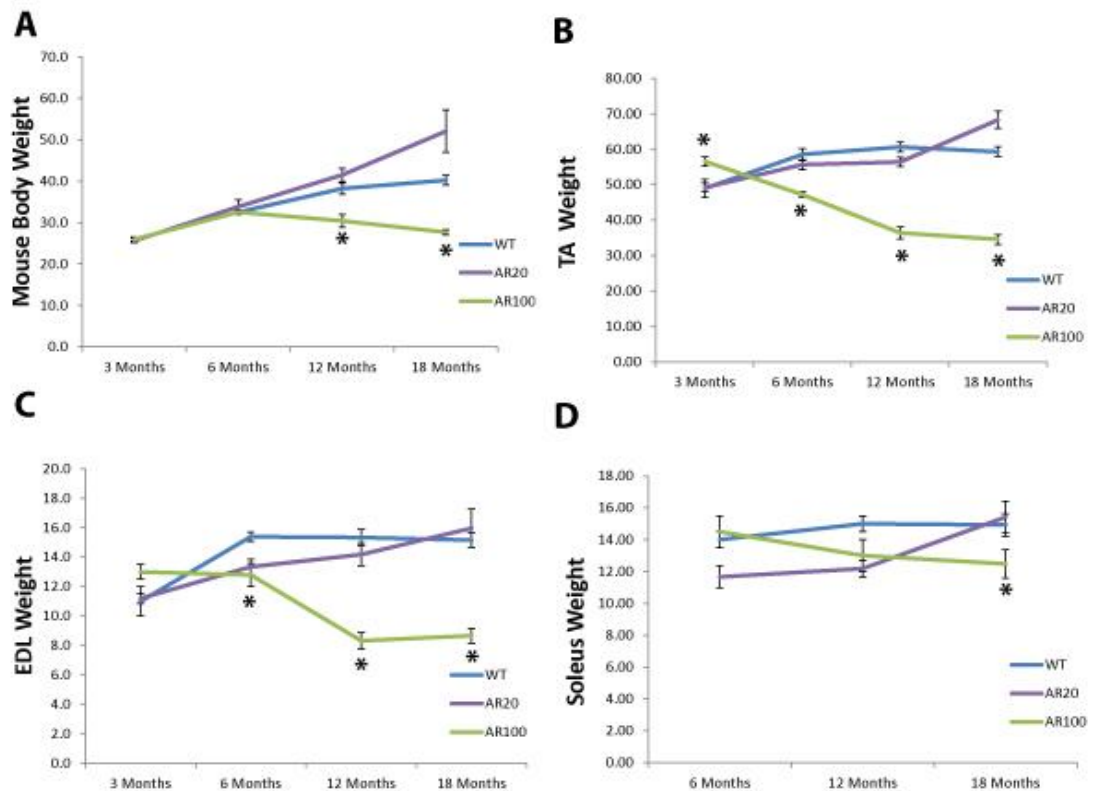 A
Mouse Body Weight
70.0
60.0
50.0
40.0
30.0
20.0
10.0
0.0
*
*
WT
AR20
AR100
3 Months 6 Months 12 Months 18 Months
B
TA Weight
80.00
70.00
60.00
50.00
40.00
30.00
20.00
10.00
0.00
*
*
*
*
WT
AR20
AR100
3 Months 6 Months 12 Months 18 Months
C
EDL Weight
20.0
18.0
16.0
14.0
12.0
10.0
8.0
6.0
4.0
2.0
0.0
*
*
*
WT
AR20
AR100
3 Months 6 Months 12 Months 18 Months
D
Soleus Weight
18.00
16.00
14.00
12.00
10.00
8.00
6.00
4.00
2.00
0.00
*
WT
AR20
AR100
6 Months 12 Months 18 Months